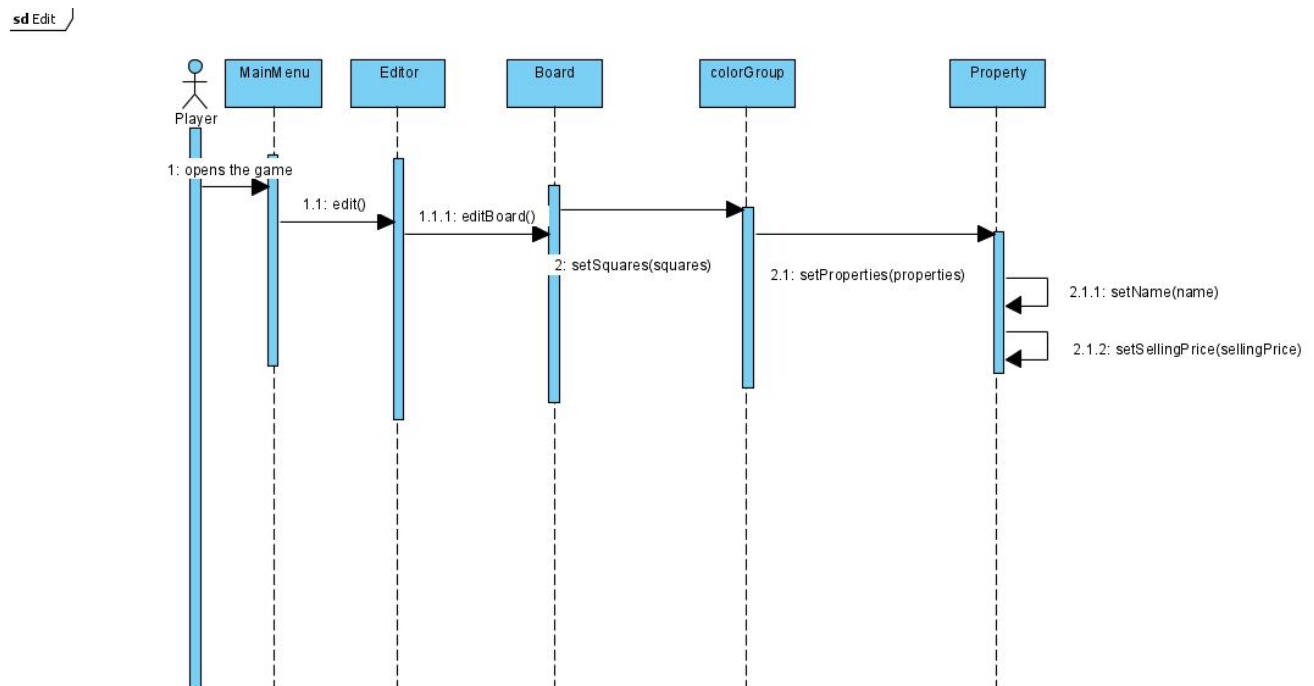 sd Edit
MainMenu
Editor
Board
colorGroup
Property
Player
1: opens the game
1.1: edit()
1.1.1: editBoard()
2: setSquares(squares)
2.1: setProperties(properties)
2.1.1: setName(name)
2.1.2: setSellingPrice(sellingPrice)